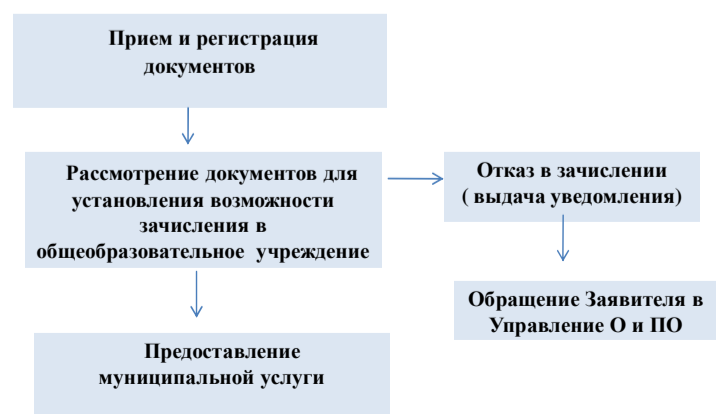 Прием и регистрация
документов
Рассмотрение документов для
установления возможности
зачисления в
общеобразовательное учреждение
Отказ в зачислении
( выдача уведомления)
Обращение Заявителя в
Управление О и ПО
Предоставление
муниципальной услуги